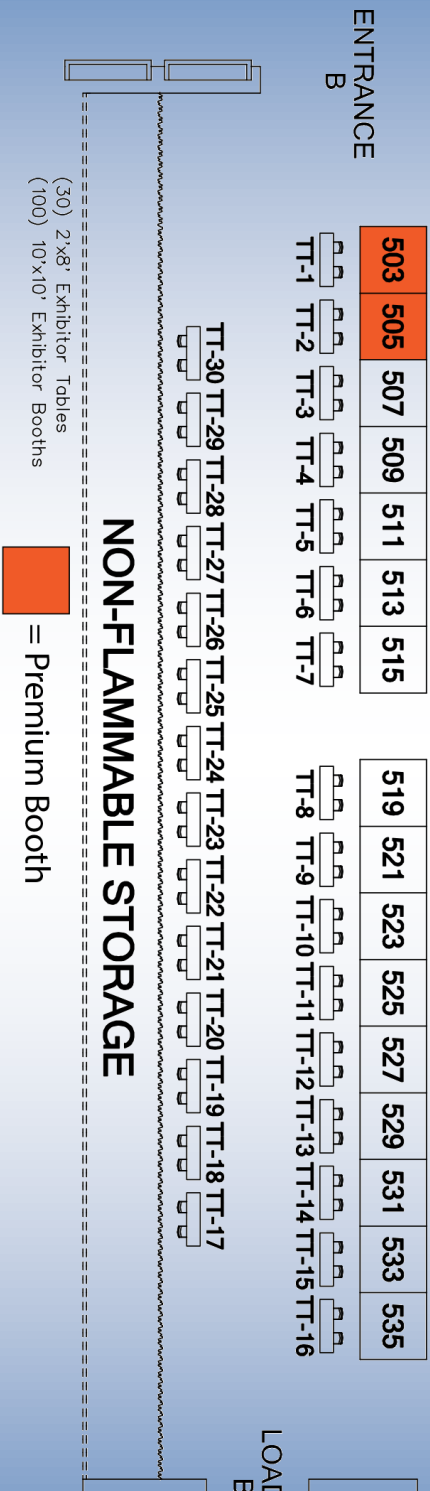 ENTRANCE
B
503 505 507 509 511 513 515 519 521 523 525 527 529 531 533 535
TT-1 TT-2 TT-3 TT-4 TT-5 TT-6 TT-7 TT-8 TT-9 TT-10 TT-11 TT-12 TT-13 TT-14 TT-15 TT-16
TT-30 TT-29 TT-28 TT-27 TT-26 TT-25 TT-24 TT-23 TT-22 TT-21 TT-20 TT-19 TT-18 TT-17
NON-FLAMMABLE STORAGE
(30) 2'x8' Exhibitor Tables
(100) 10'x10' Exhibitor Booths
= Premium Booth